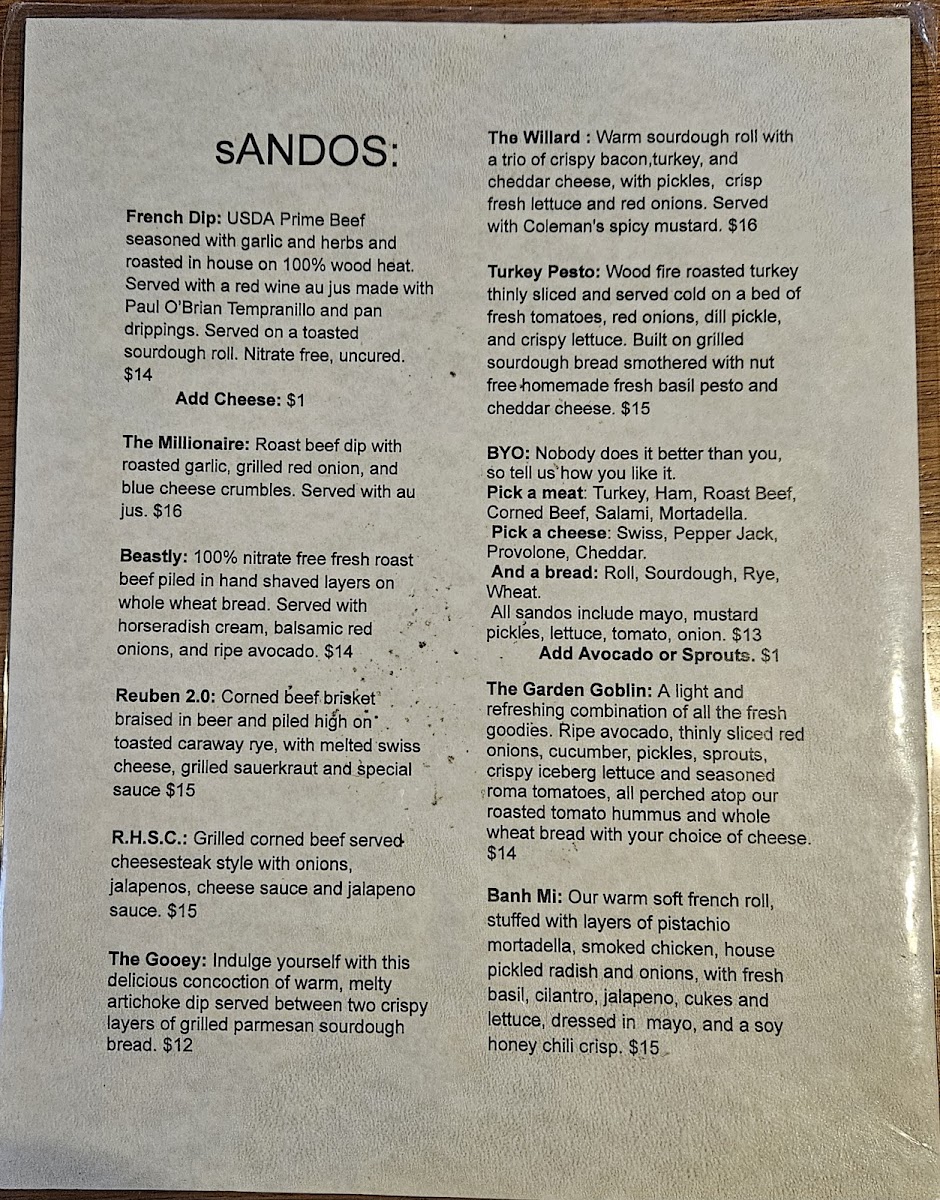 sANDOS:
French Dip: USDA Prime Beef
seasoned with garlic and herbs and
roasted in house on 100% wood heat.
Served with a red wine au jus made with
Paul O'Brian Tempranillo and pan
drippings. Served on a toasted
sourdough roll. Nitrate free, uncured.
$14
Add Cheese: $1
The Millionaire: Roast beef dip with
roasted garlic, grilled red onion, and
blue cheese crumbles. Served with au
jus. $16
Beastly: 100% nitrate free fresh roast
beef piled in hand shaved layers on
whole wheat bread. Served with
horseradish cream, balsamic red
onions, and ripe avocado. $14
Reuben 2.0: Corned beef brisket
braised in beer and piled high on
toasted caraway rye, with melted swiss
cheese, grilled sauerkraut and special
sauce $15
R.H.S.C.: Grilled corned beef served
cheesesteak style with onions,
jalapenos, cheese sauce and jalapeno
sauce. $15
The Gooey: Indulge yourself with this
delicious concoction of warm, melty
artichoke dip served between two crispy
layers of grilled parmesan sourdough
bread. $12
The Willard : Warm sourdough roll with
a trio of crispy bacon,turkey, and
cheddar cheese, with pickles, crisp
fresh lettuce and red onions. Served
with Coleman's spicy mustard. $16
Turkey Pesto: Wood fire roasted turkey
thinly sliced and served cold on a bed of
fresh tomatoes, red onions, dill pickle,
and crispy lettuce. Built on grilled
sourdough bread smothered with nut
free homemade fresh basil pesto and
cheddar cheese. $15
BYO: Nobody does it better than you,
so tell us how you like it.
Pick a meat: Turkey, Ham, Roast Beef,
Corned Beef, Salami, Mortadella.
Pick a cheese: Swiss, Pepper Jack,
Provolone, Cheddar.
And a bread: Roll, Sourdough, Rye,
Wheat.
All sandos include mayo, mustard
pickles, lettuce, tomato, onion. $13
Add Avocado or Sprouts. $1
The Garden Goblin: A light and
refreshing combination of all the fresh
goodies. Ripe avocado, thinly sliced red
onions, cucumber, pickles, sprouts,
crispy iceberg lettuce and seasoned
roma tomatoes, all perched atop our
roasted tomato hummus and whole
wheat bread with your choice of cheese.
$14
Banh Mi: Our warm soft french roll,
stuffed with layers of pistachio
mortadella, smoked chicken, house
pickled radish and onions, with fresh
basil, cilantro, jalapeno, cukes and
lettuce, dressed in mayo, and a soy
honey chili crisp. $15